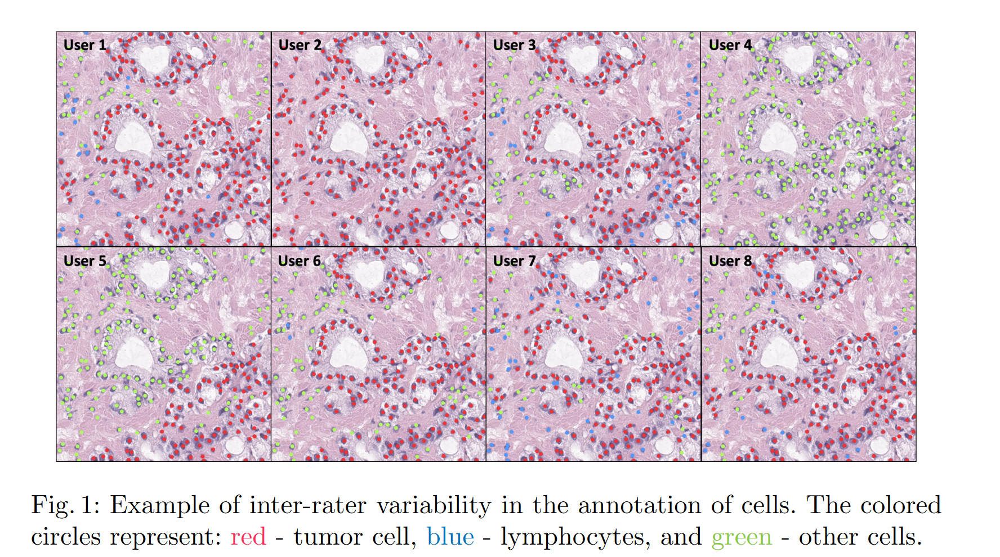 User 1
User 2
User 3
User 4
User 5
User 6
User 7
User 8
Fig. 1: Example of inter-rater variability in the annotation of cells. The colored
circles represent: red - tumor cell, blue - lymphocytes, and green - other cells.